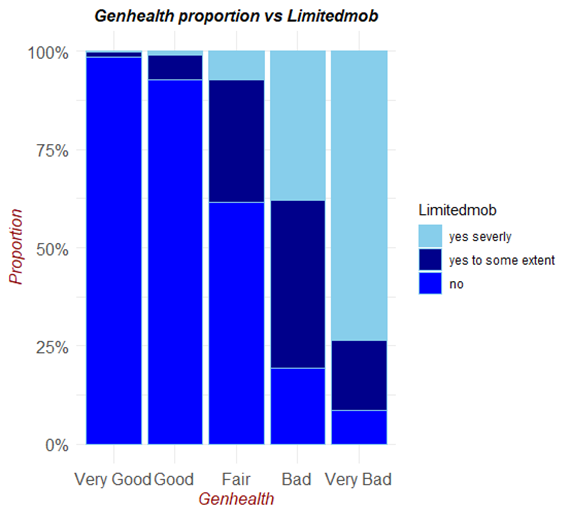 Genhealth proportion vs Limitedmob
100%
75%
50%
25%
0%
Proportion
Very Good Good Fair Bad Very Bad
Genhealth
Limitedmob
yes severly
yes to some extent
no